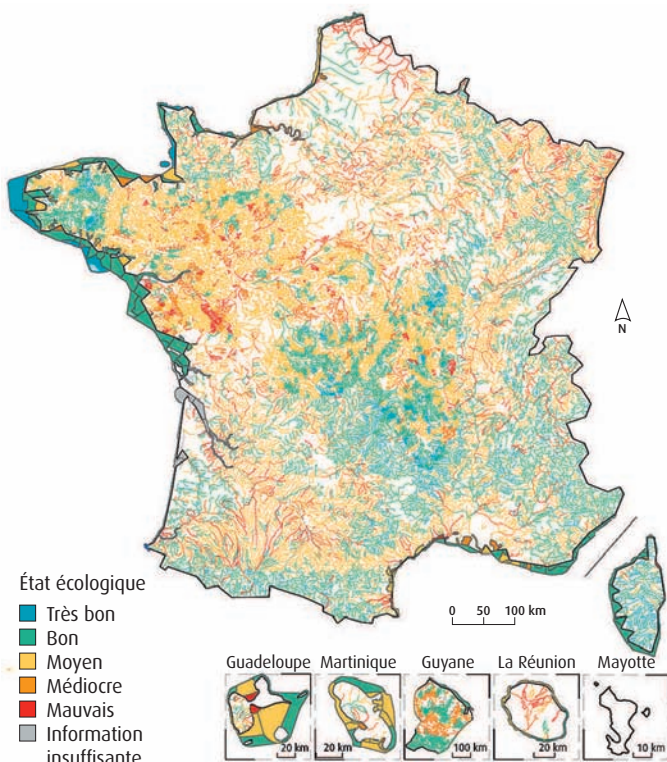 N
État écologique
Très bon
Bon
Moyen
Médiocre
Mauvais
Information
insuffisante
0 50 100 km
Guadeloupe
Martinique
Guyane
La Réunion
Mayotte
20 km
20 km
100 km
20 km
10 km